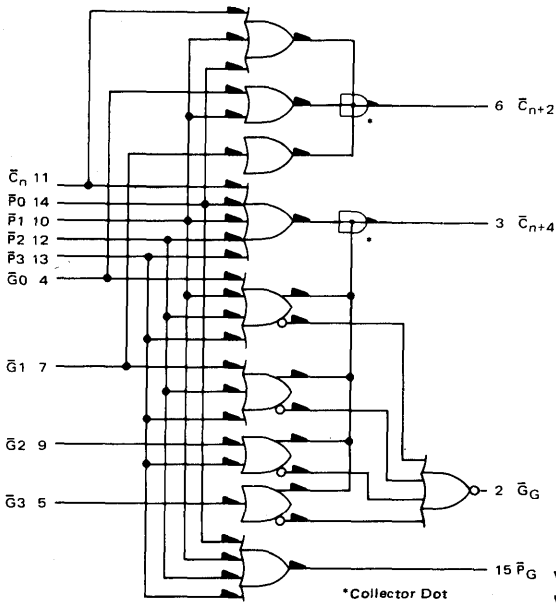 6 C̄n+2
*
C̄n 11
P̄0 14
P̄1 10
P̄2 12
P̄3 13
Ḡ0 4
3 C̄n+4
*
Ḡ1 7
Ḡ2 9
Ḡ3 5
2 ḠG
15 P̄G
*Collector Dot